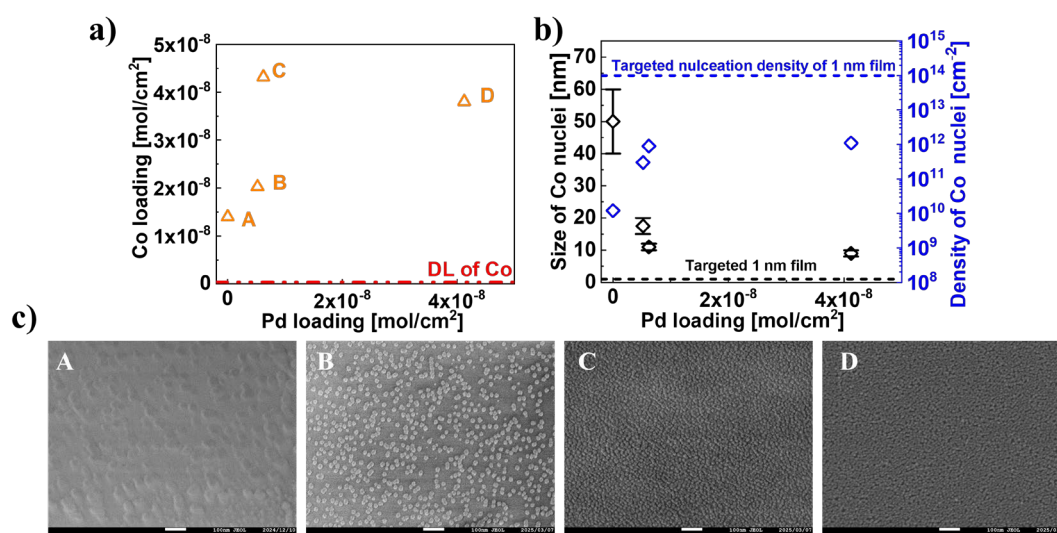 a)
Co loading [mol/cm²]
5x10⁻⁸
4x10⁻⁸
3x10⁻⁸
2x10⁻⁸
1x10⁻⁸
0
C
D
B
A
DL of Co
0
2x10⁻⁸
4x10⁻⁸
Pd loading [mol/cm²]
b)
Size of Co nuclei [nm]
70
60
50
40
30
20
10
0
Targeted nulceation density of 1 nm film
Targeted 1 nm film
10¹⁵
10¹⁴
10¹³
10¹²
10¹¹
10¹⁰
10⁹
10⁸
Density of Co nuclei [cm⁻²]
0
2x10⁻⁸
4x10⁻⁸
Pd loading [mol/cm²]
c)
A
100nm JEOL 2024/12/10
B
100nm JEOL 2025/03/07
C
100nm JEOL 2025/03/07
D
100nm JEOL